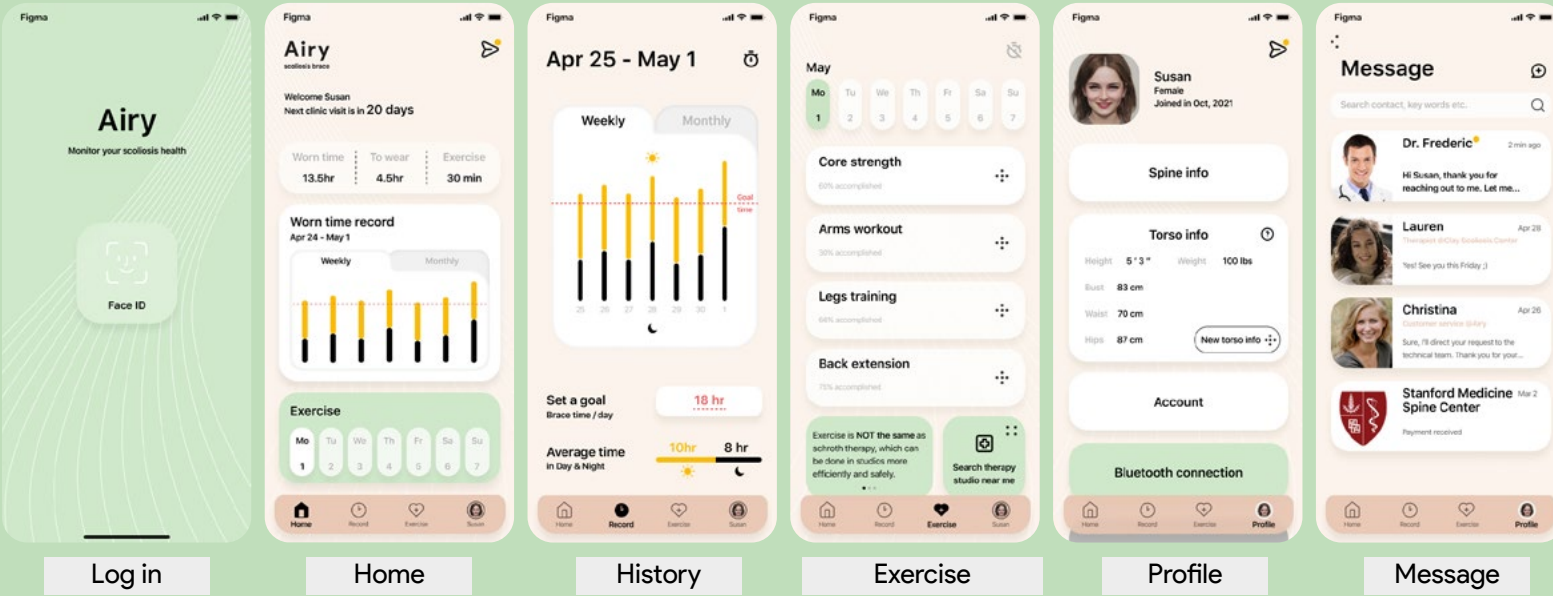 Figma
Airy
Monitor your scoliosis health
Face ID
Log in
Figma
Airy
scoliosis brace
Welcome Susan
Next clinic visit is in 20 days
Worn time To wear Exercise
13.5hr 4.5hr 30 min
Worn time record
Apr 24 - May 1
Weekly Monthly
Exercise
Mo Tu We Th Fr Sa Su
1 2 3 4 5 6 7
Home Record Exercise Susan
Home
Figma
Apr 25 - May 1
Weekly Monthly
Goal
time
25 26 27 28 29 30 1
Set a goal 18 hr
Brace time / day
Average time 10hr 8 hr
in Day & Night
Home Record Exercise Susan
History
Figma
May
Mo Tu We Th Fr Sa Su
1 2 3 4 5 6 7
Core strength
60% accomplished
Arms workout
30% accomplished
Legs training
66% accomplished
Back extension
75% accomplished
Exercise is NOT the same as
schroth therapy, which can
be done in studios more
efficiently and safely.
Search therapy
studio near me
Home Record Exercise Susan
Exercise
Figma
Susan
Female
Joined in Oct, 2021
Spine info
Torso info
Height 5 ' 3 " Weight 100 lbs
Bust 83 cm
Waist 70 cm
Hips 87 cm New torso info
Account
Bluetooth connection
Home Record Exercise Profile
Profile
Figma
Message
Search contact, key words etc.
Dr. Frederic 2 min ago
Hi Susan, thank you for
reaching out to me. Let me...
Lauren Apr 28
Therapist @Clay Scoliosis Center
Yes! See you this Friday ;)
Christina Apr 26
Customer service @Airy
Sure, I'll direct your request to the
technical team. Thank you for your...
Stanford Medicine Mar 2
Spine Center
Payment received
Home Record Exercise Profile
Message